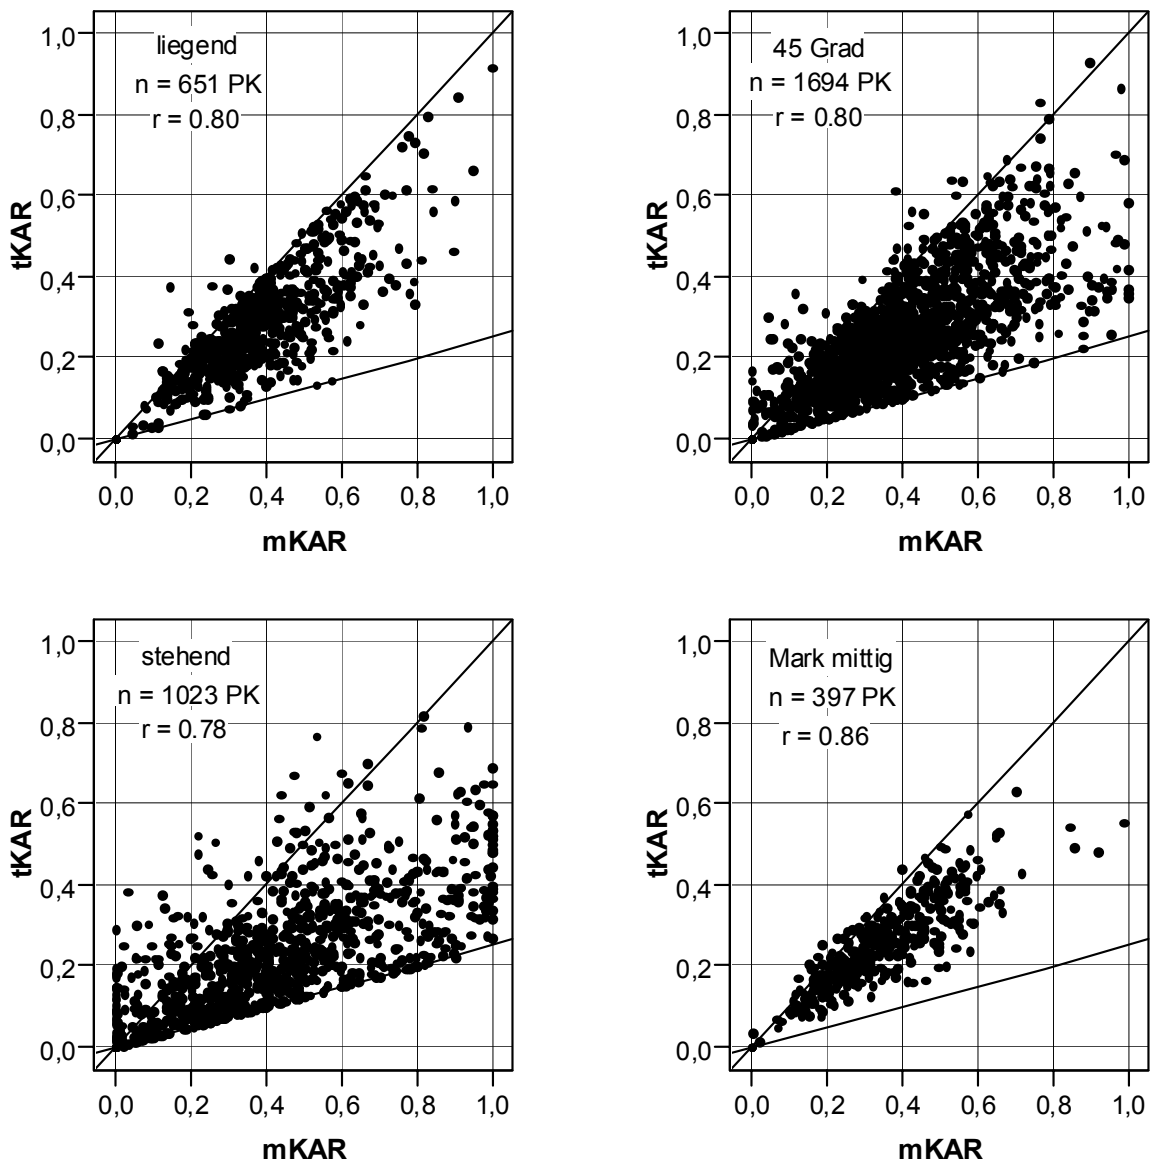 liegend
n = 651 PK
r = 0.80
1,0
0,8
0,6
0,4
0,2
0,0
tKAR
0,0 0,2 0,4 0,6 0,8 1,0
mKAR
45 Grad
n = 1694 PK
r = 0.80
1,0
0,8
0,6
0,4
0,2
0,0
tKAR
0,0 0,2 0,4 0,6 0,8 1,0
mKAR
stehend
n = 1023 PK
r = 0.78
1,0
0,8
0,6
0,4
0,2
0,0
tKAR
0,0 0,2 0,4 0,6 0,8 1,0
mKAR
Mark mittig
n = 397 PK
r = 0.86
1,0
0,8
0,6
0,4
0,2
0,0
tKAR
0,0 0,2 0,4 0,6 0,8 1,0
mKAR